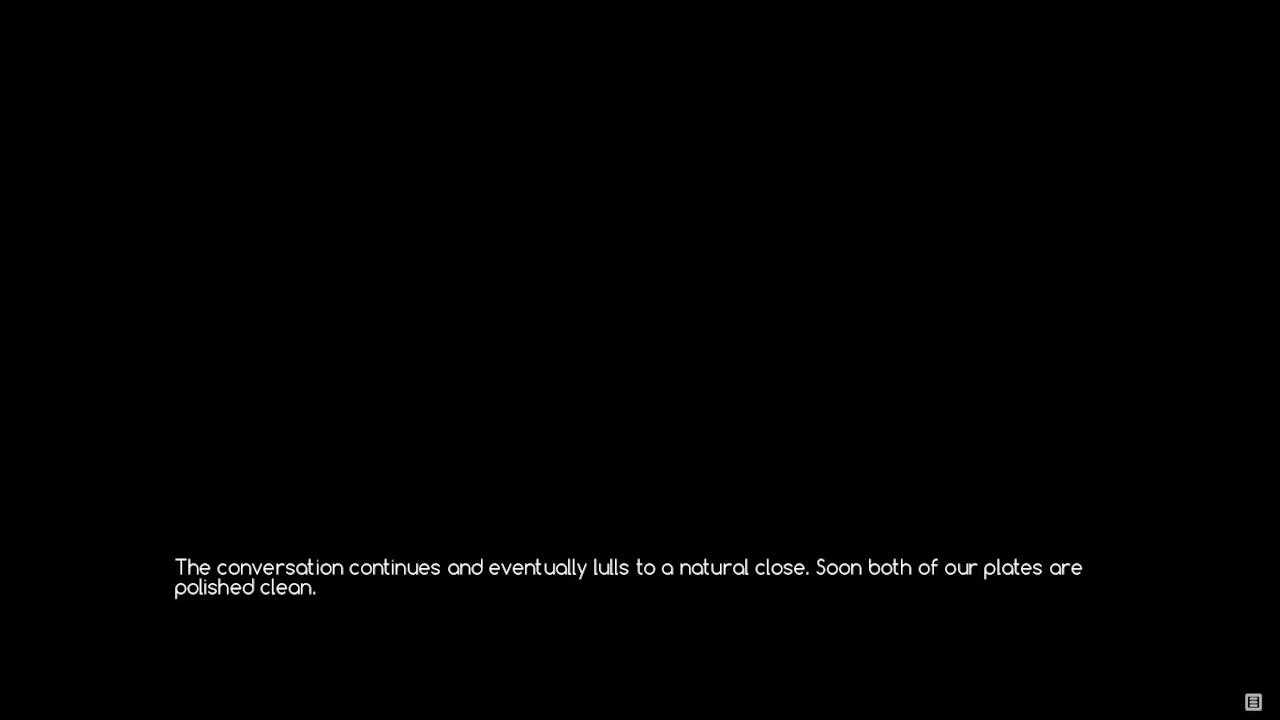 The conversation continues and eventually lulls to a natural close. Soon both of our plates are
polished clean.